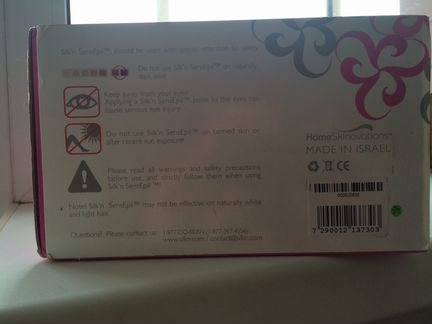 Silk'n SensEpil™ should be used with special attention to safety.
Do not use Silk'n SensEpil™ on naturally
dark skin!
Keep away from your eyes!
Applying a Silk'n SensEpil™ pulse to the eyes can
cause serious eye injury.
Do not use Silk'n SensEpil™ on tanned skin or
after recent sun exposure!
Please read all warnings and safety precautions
before use, and strictly follow them when using
Silk'n SensEpil™!
Note! Silk'n SensEpil™ may not be effective on naturally white
and light hair.
Questions? Please contact us:
www.silkn.com / contact@silkn.com
HomeSkinovations
MADE IN ISRAEL
CE
7 290012 137303